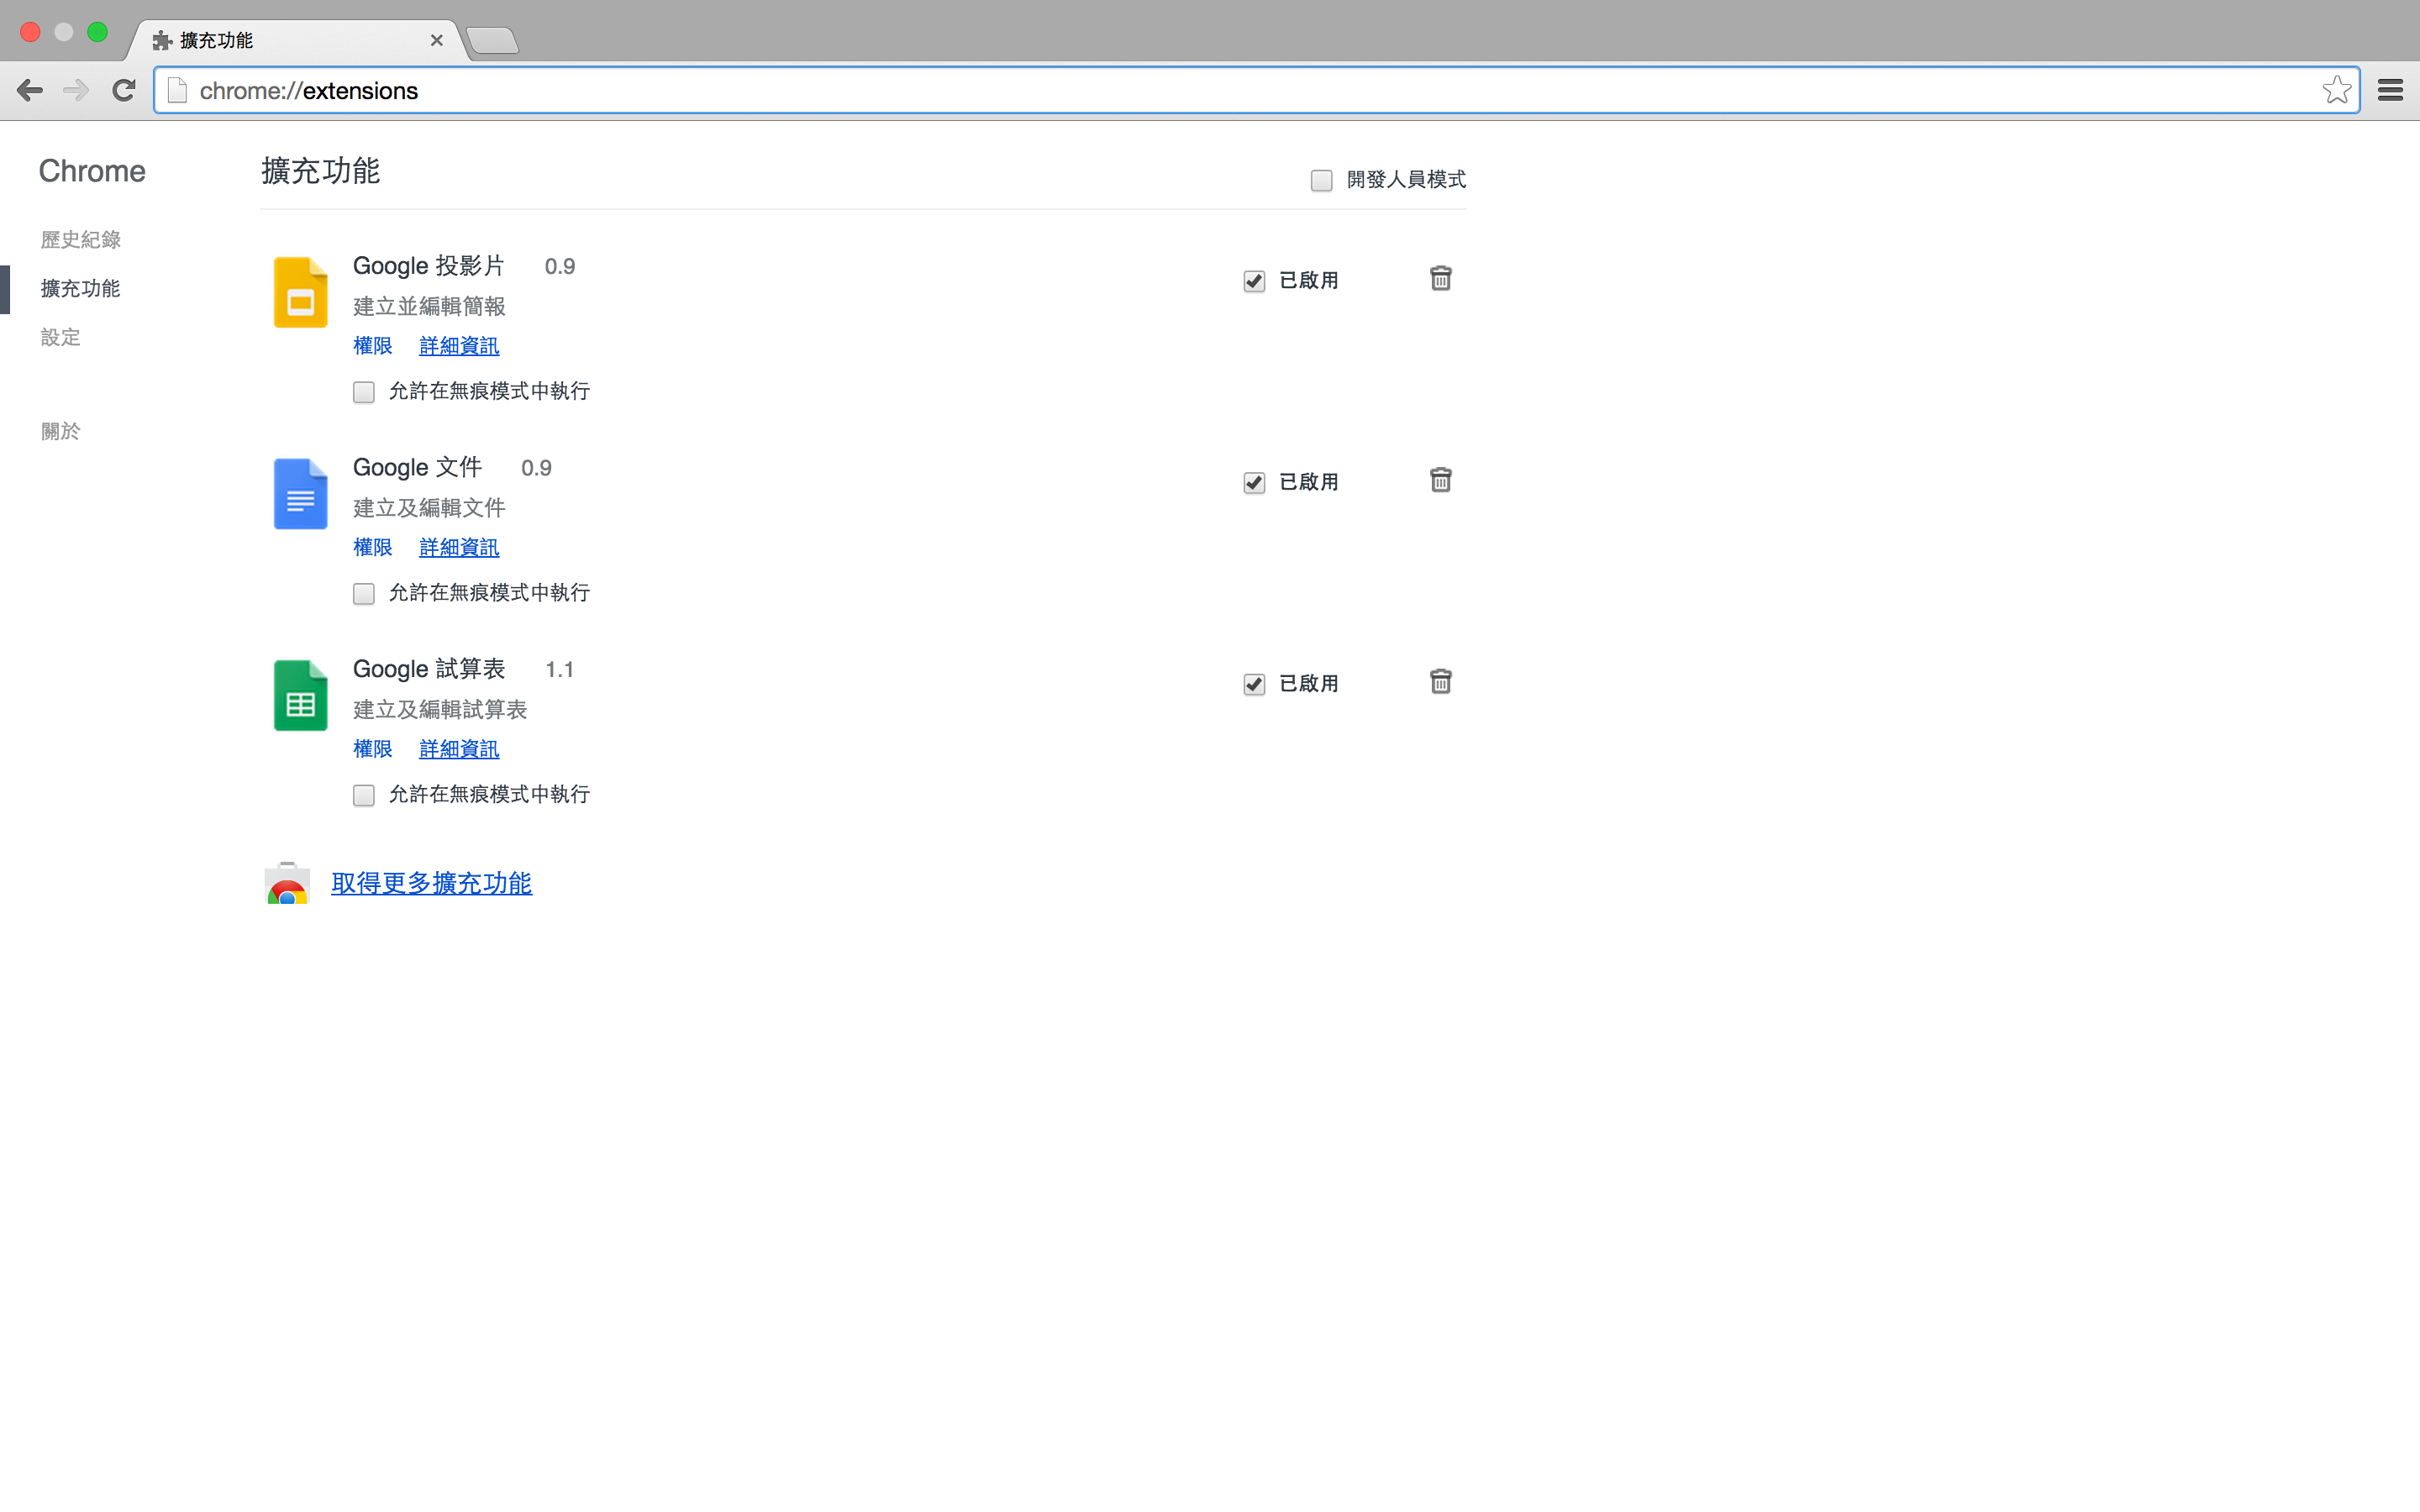 擴充功能
chrome://extensions
Chrome
歷史紀錄
擴充功能
設定
關於
擴充功能
開發人員模式
Google 投影片 0.9
已啟用
建立並編輯簡報
權限 詳細資訊
允許在無痕模式中執行
Google 文件 0.9
已啟用
建立及編輯文件
權限 詳細資訊
允許在無痕模式中執行
Google 試算表 1.1
已啟用
建立及編輯試算表
權限 詳細資訊
允許在無痕模式中執行
取得更多擴充功能